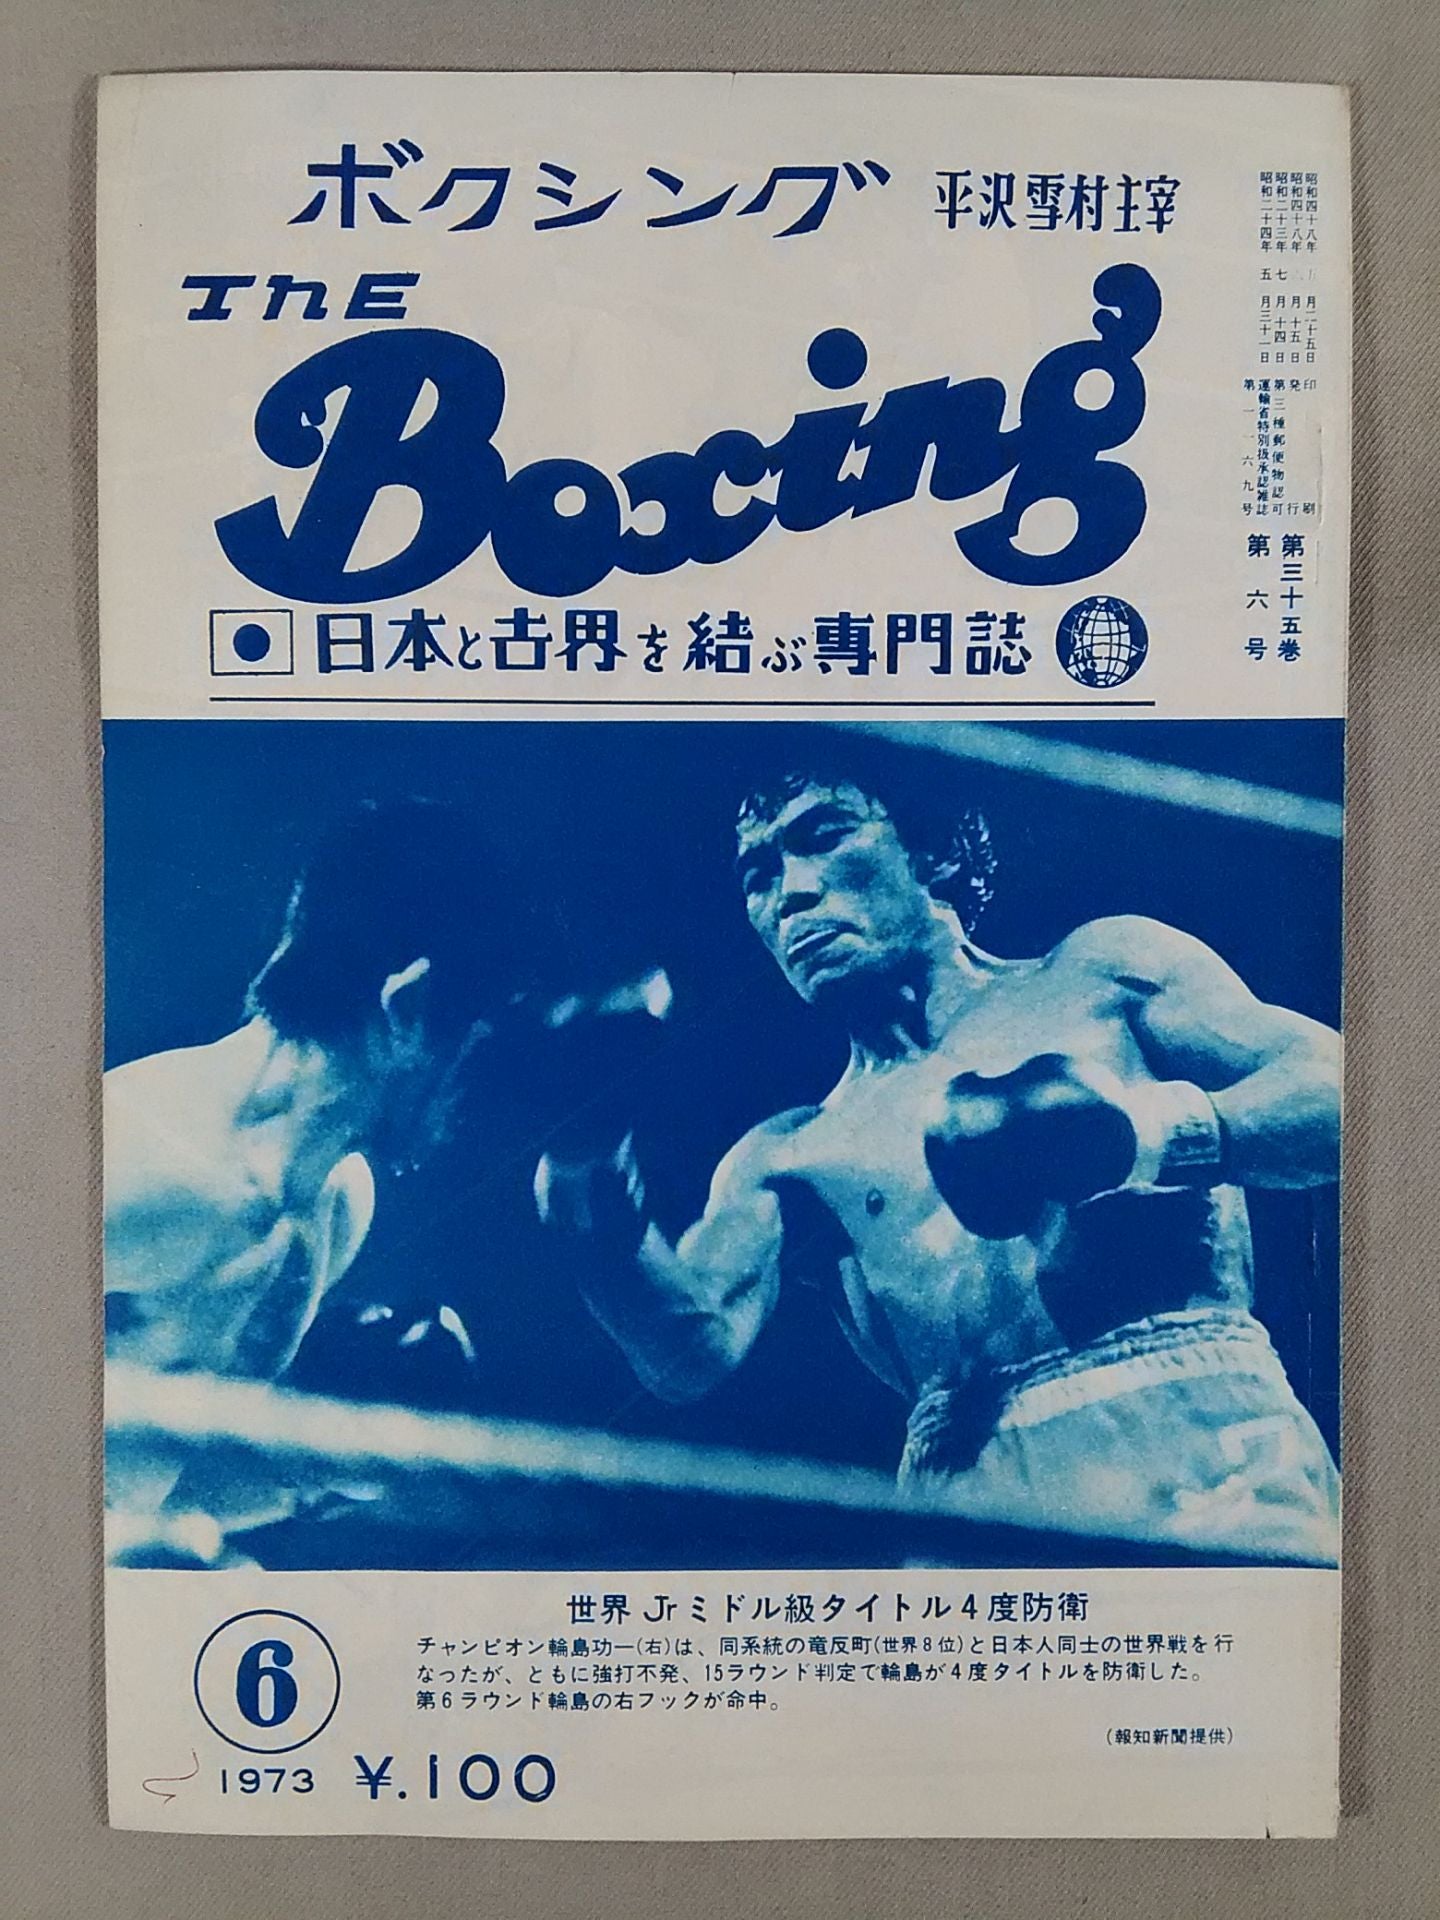 ボクシング 平沢雪村主宰
The
Boxing
日本と世界を結ぶ専門誌
昭和四十八年 五月二十五日 印刷
昭和四十八年 六月十五日 発行
昭和二十三年 七月十四日 第三種郵便物認可
昭和二十四年 五月三十一日 運輸省特別扱承認雑誌
第一一六九号
第三十五巻
第六号
世界Jrミドル級タイトル4度防衛
チャンピオン輪島功一(右)は、同系統の竜反町(世界8位)と日本人同士の世界戦を行
なったが、ともに強打不発、15ラウンド判定で輪島が4度タイトルを防衛した。
第6ラウンド輪島の右フックが命中。
(報知新聞提供)
6
1973 ¥.100